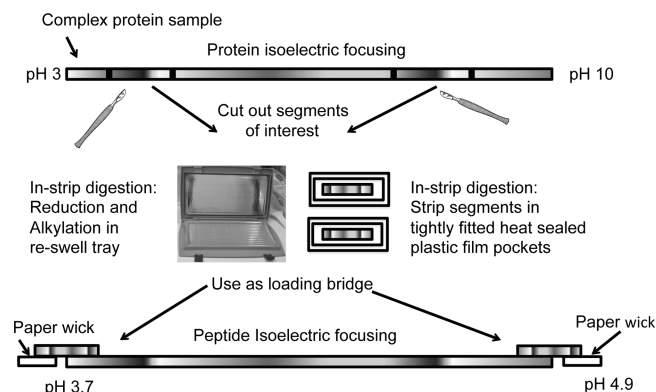 Complex protein sample
Protein isoelectric focusing
pH 3
pH 10
Cut out segments
of interest
In-strip digestion:
Reduction and
Alkylation in
re-swell tray
In-strip digestion:
Strip segments in
tightly fitted heat sealed
plastic film pockets
Use as loading bridge
Paper wick
Peptide Isoelectric focusing
Paper wick
pH 3.7
pH 4.9